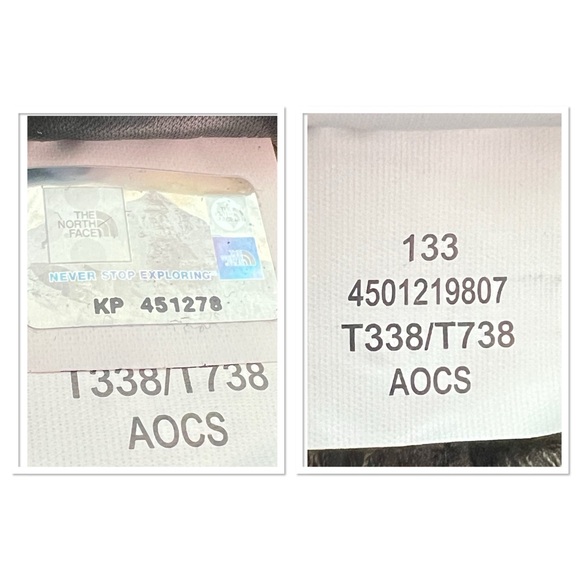 THE
NORTH
FACE
NEVER STOP EXPLORING
KP 451278
T338/T738
AOCS
133
4501219807
T338/T738
AOCS